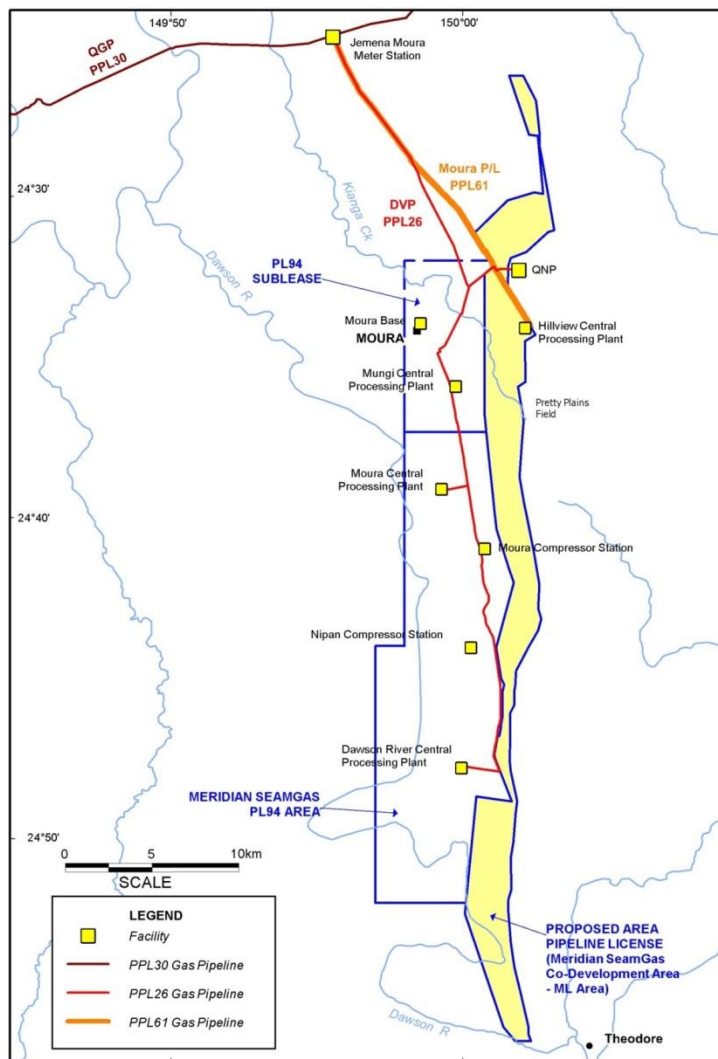 149°50'
150°00'
QGP
PPL30
Jemena Moura
Meter Station
24°30'
Kianga Ck
Moura P/L
PPL61
DVP
PPL26
Dawson R
PL94
SUBLEASE
QNP
Moura Base
MOURA
Hillview Central
Processing Plant
Mungi Central
Processing Plant
Pretty Plains
Field
Moura Central
Processing Plant
24°40'
Moura Compressor Station
Nipan Compressor Station
Dawson River Central
Processing Plant
MERIDIAN SEAMGAS
PL94 AREA
24°50'
0 5 10km
SCALE
LEGEND
Facility
PPL30 Gas Pipeline
PPL26 Gas Pipeline
PPL61 Gas Pipeline
PROPOSED AREA
PIPELINE LICENSE
(Meridian SeamGas
Co-Development Area
- ML Area)
Dawson R
Theodore